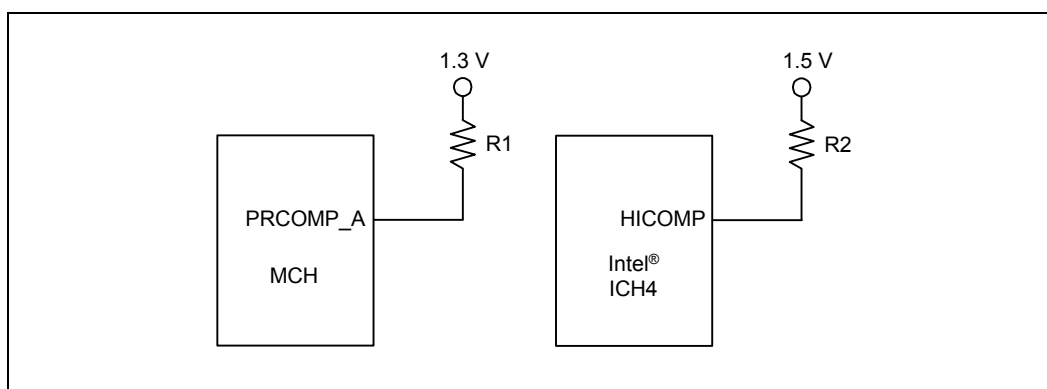 1.3 V
1.5 V
R1
R2
PRCOMP_A
HICOMP
MCH
Intel®
ICH4